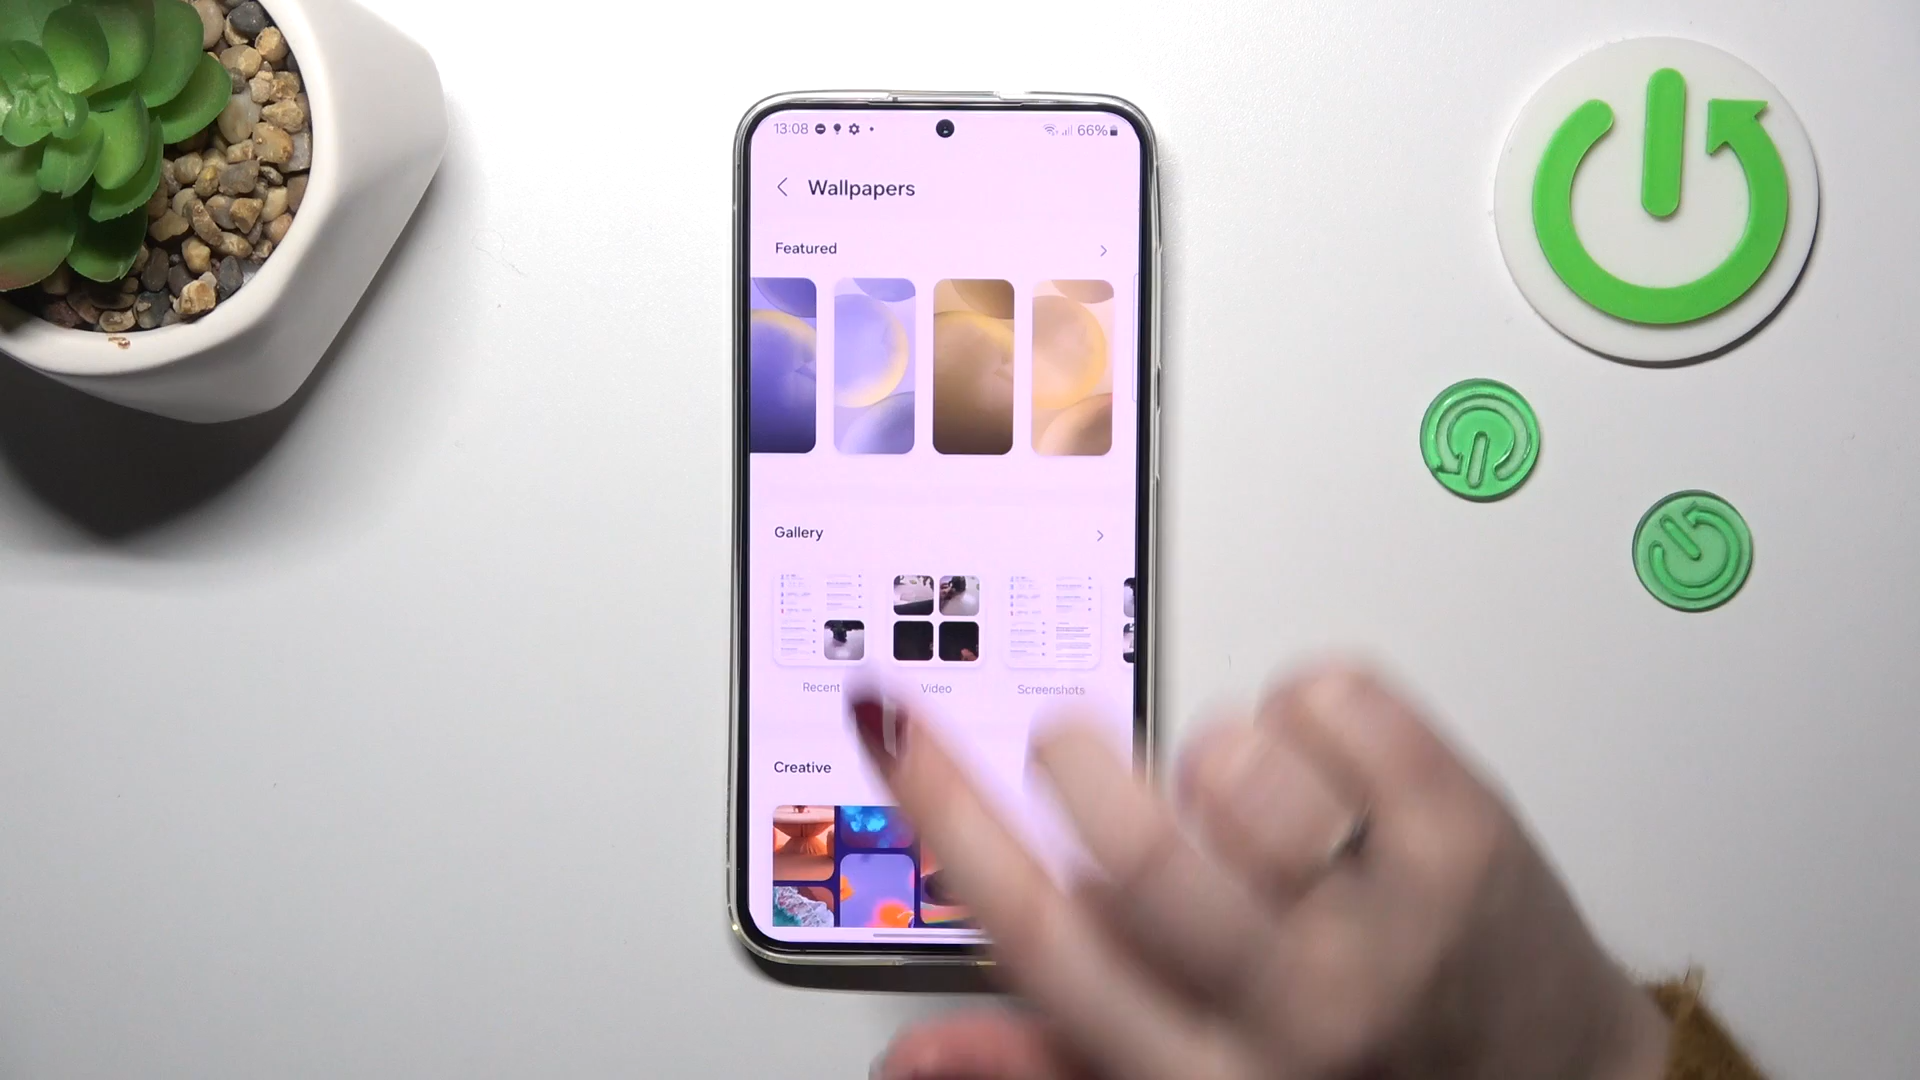 13:08 66%
Wallpapers
Featured
Gallery
Recent Video Screenshots
Creative